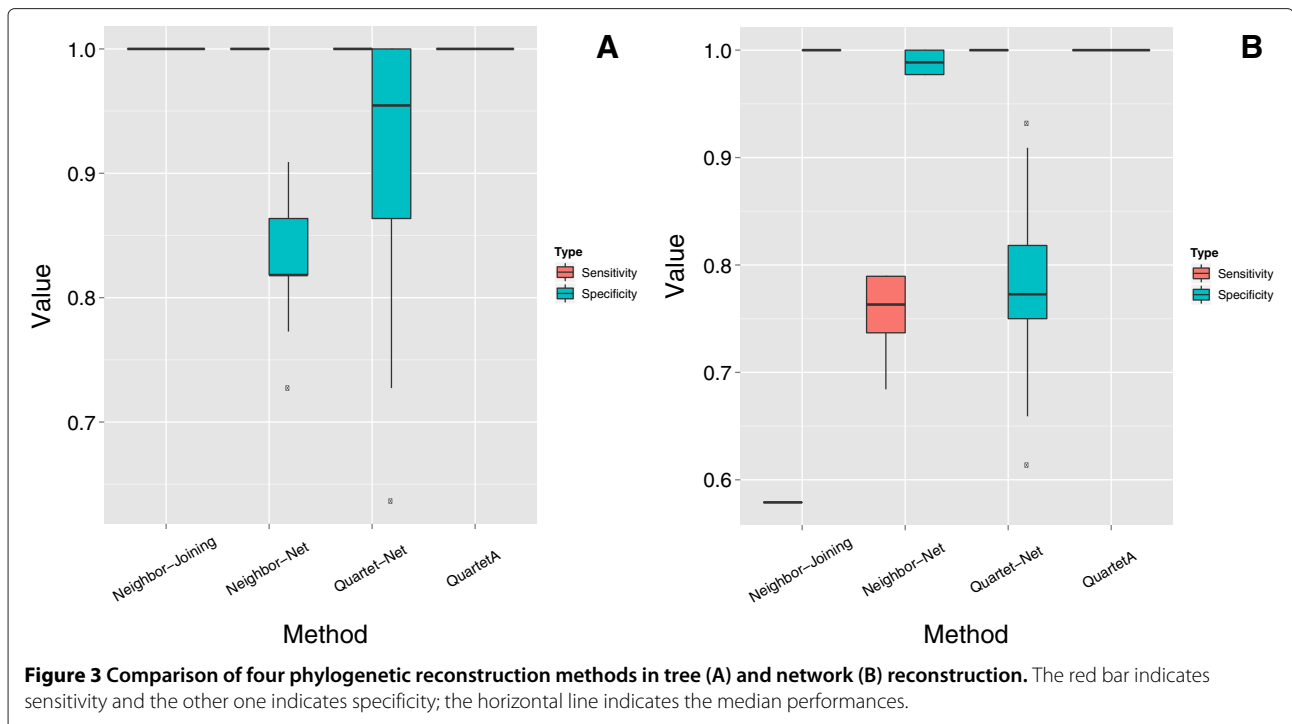 A
1.0
0.9
0.8
0.7
Value
Neighbor−Joining
Neighbor−Net
Quartet−Net
QuartetA
Method
Type
Sensitivity
Specificity
B
1.0
0.9
0.8
0.7
0.6
Value
Neighbor−Joining
Neighbor−Net
Quartet−Net
QuartetA
Method
Type
Sensitivity
Specificity
Figure 3 Comparison of four phylogenetic reconstruction methods in tree (A) and network (B) reconstruction. The red bar indicates
sensitivity and the other one indicates specificity; the horizontal line indicates the median performances.